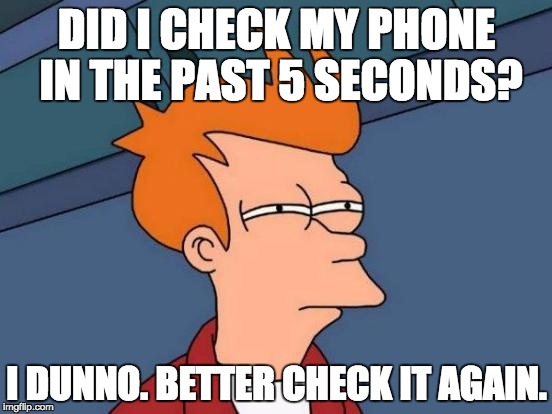 DID I CHECK MY PHONE
IN THE PAST 5 SECONDS?
I DUNNO. BETTER CHECK IT AGAIN.
imgflip.com